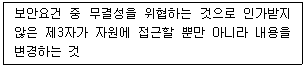 보안요건 중 무결성을 위협하는 것으로 인가받지
않은 제3자가 자원에 접근할 뿐만 아니라 내용을
변경하는 것